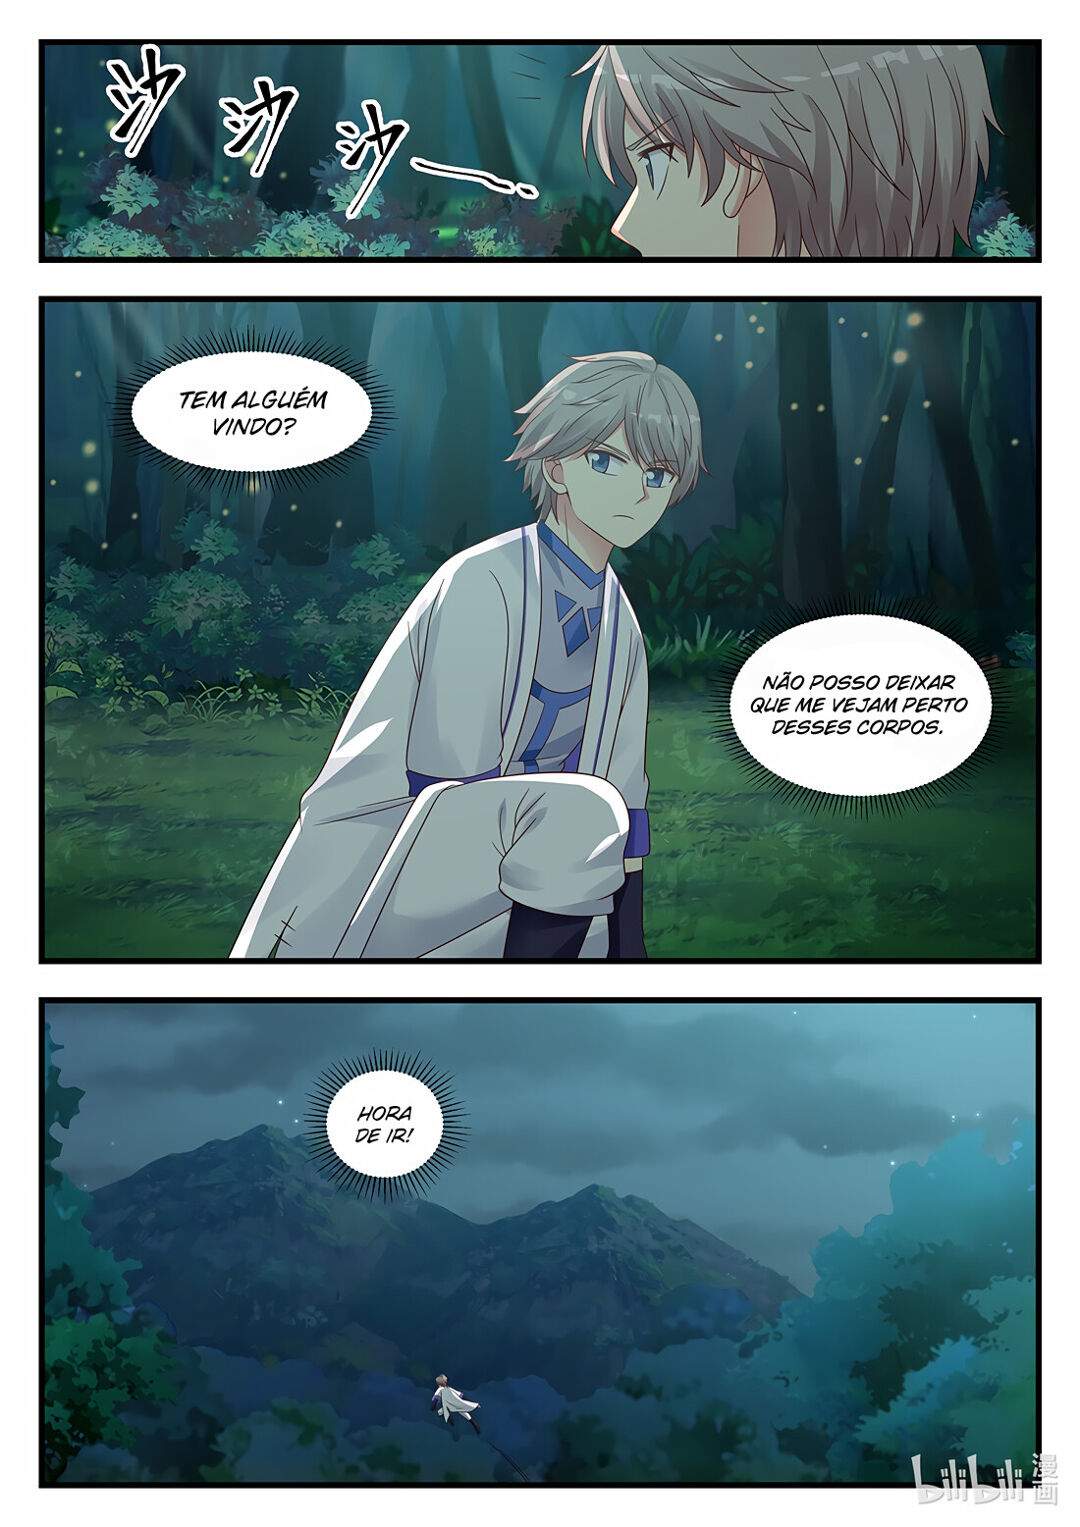 沙沙沙
TEM ALGUÉM
VINDO?
NÃO POSSO DEIXAR
QUE ME VEJAM PERTO
DESSES CORPOS.
HORA
DE IR!
bilibili
漫画